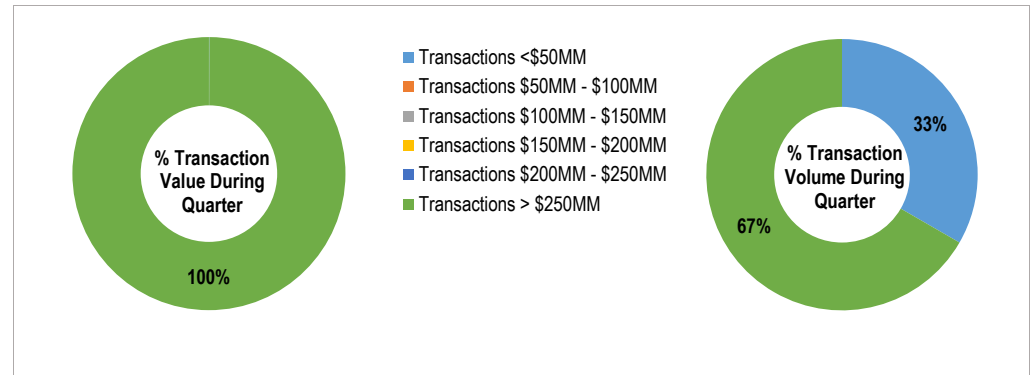 % Transaction
Value During
Quarter
100%
Transactions <$50MM
Transactions $50MM - $100MM
Transactions $100MM - $150MM
Transactions $150MM - $200MM
Transactions $200MM - $250MM
Transactions > $250MM
33%
% Transaction
Volume During
Quarter
67%